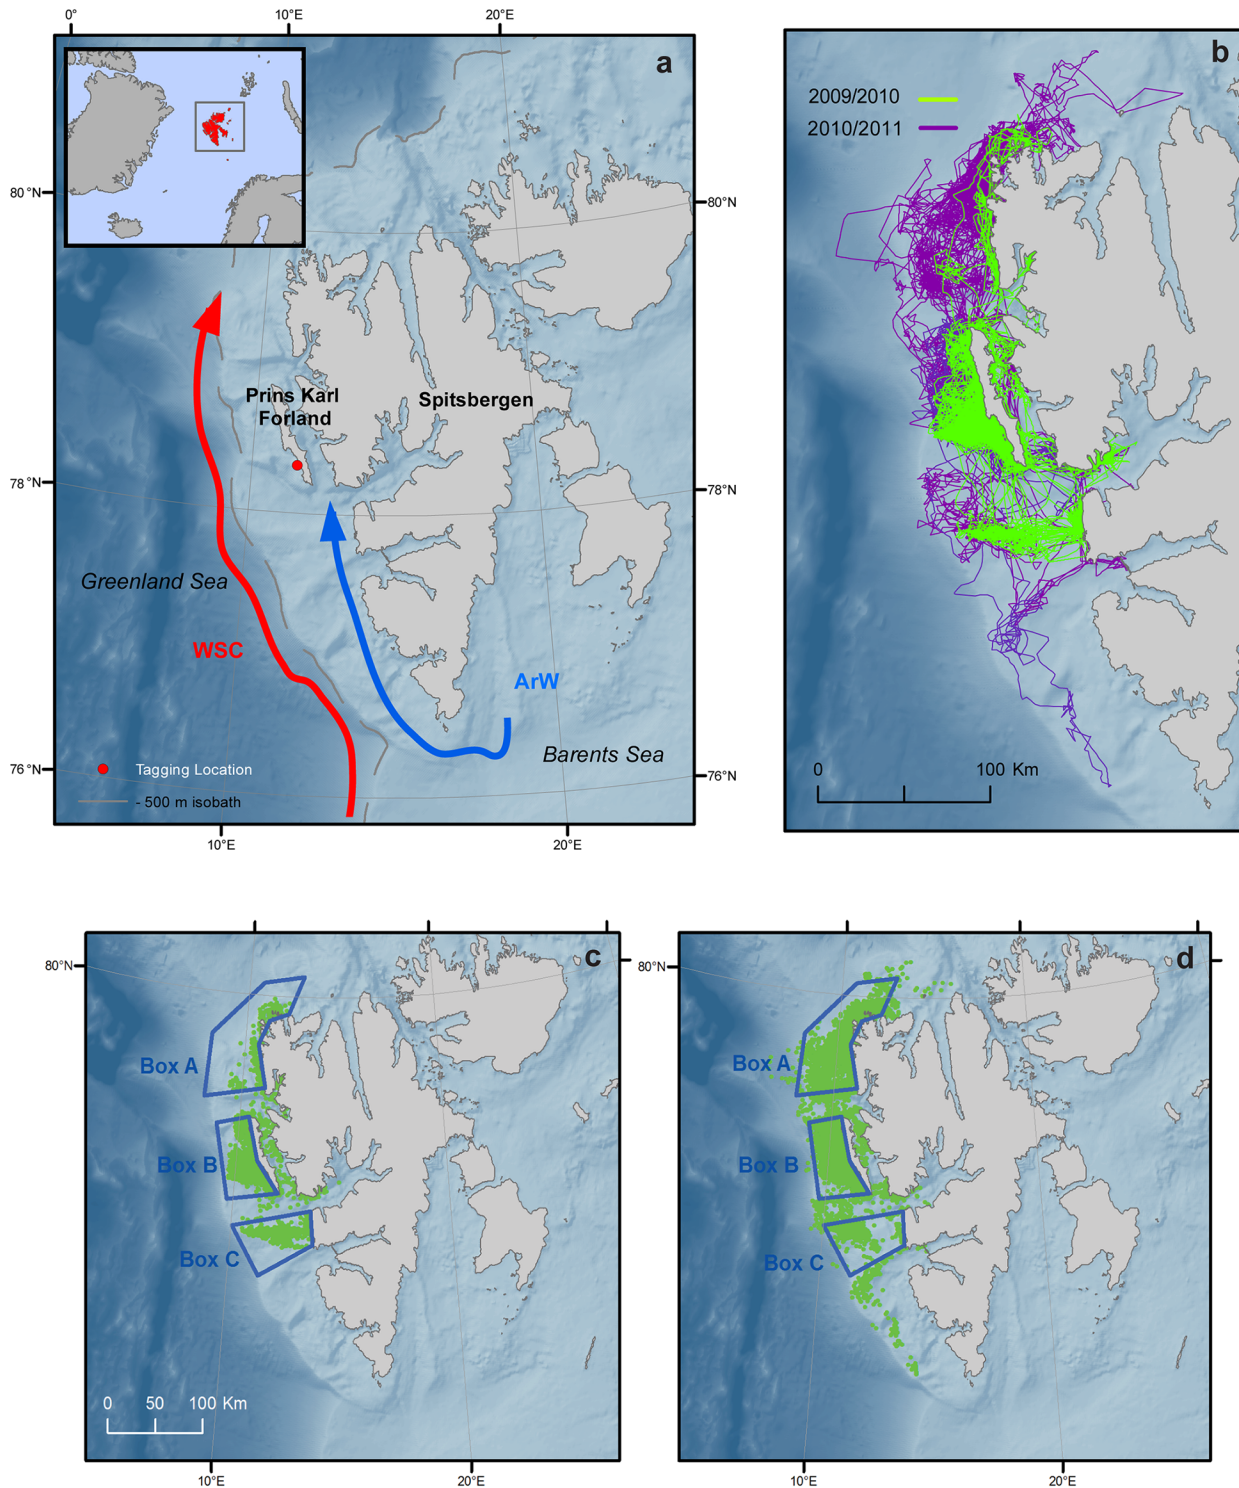 0°
10°E
20°E
a
80°N
80°N
Prins Karl
Forland
Spitsbergen
78°N
78°N
Greenland Sea
WSC
ArW
Barents Sea
76°N
76°N
Tagging Location
- 500 m isobath
10°E
20°E
b
2009/2010
2010/2011
0
100 Km
c
80°N
Box A
Box B
Box C
0 50 100 Km
10°E
20°E
d
80°N
Box A
Box B
Box C
10°E
20°E